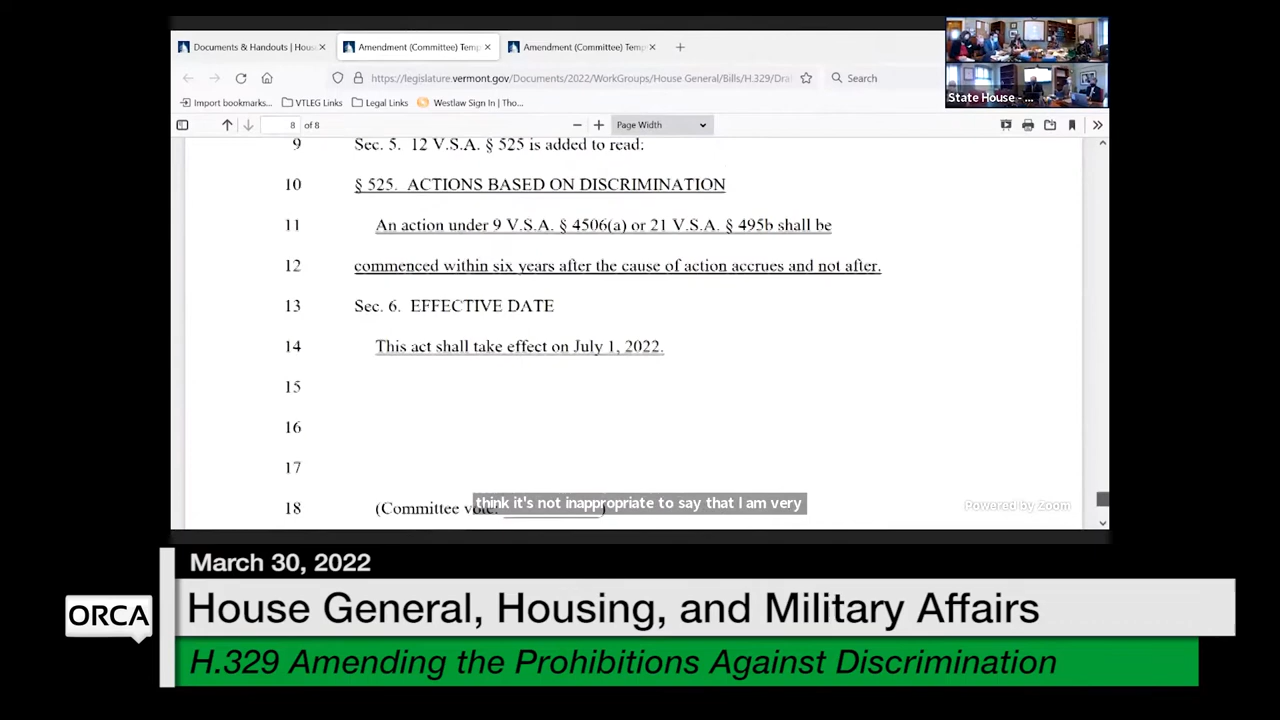 Documents & Handouts | Hous
Amendment (Committee) Temp
Amendment (Committee) Temp
https://legislature.vermont.gov/Documents/2022/WorkGroups/House General/Bills/H.329/Dra
Search
Import bookmarks...
VTLEG Links
Legal Links
Westlaw Sign In | Tho...
State House - ...
8 of 8
Page Width
9 Sec. 5. 12 V.S.A. § 525 is added to read:
10 § 525. ACTIONS BASED ON DISCRIMINATION
11 An action under 9 V.S.A. § 4506(a) or 21 V.S.A. § 495b shall be
12 commenced within six years after the cause of action accrues and not after.
13 Sec. 6. EFFECTIVE DATE
14 This act shall take effect on July 1, 2022.
15
16
17
18 (Committee vote: )
think it's not inappropriate to say that I am very
Powered by Zoom
March 30, 2022
ORCA
House General, Housing, and Military Affairs
H.329 Amending the Prohibitions Against Discrimination